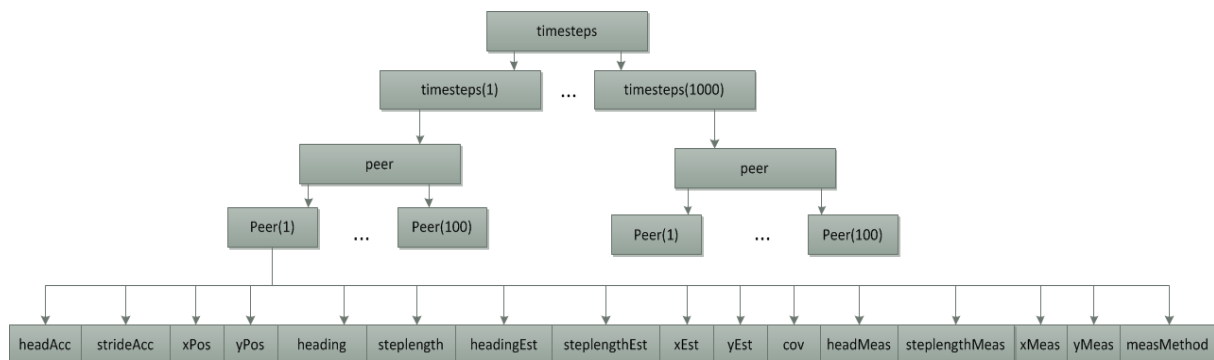 timesteps
timesteps(1) ... timesteps(1000)
peer peer
Peer(1) ... Peer(100) Peer(1) ... Peer(100)
headAcc strideAcc xPos yPos heading steplength headingEst steplengthEst xEst yEst cov headMeas steplengthMeas xMeas yMeas measMethod